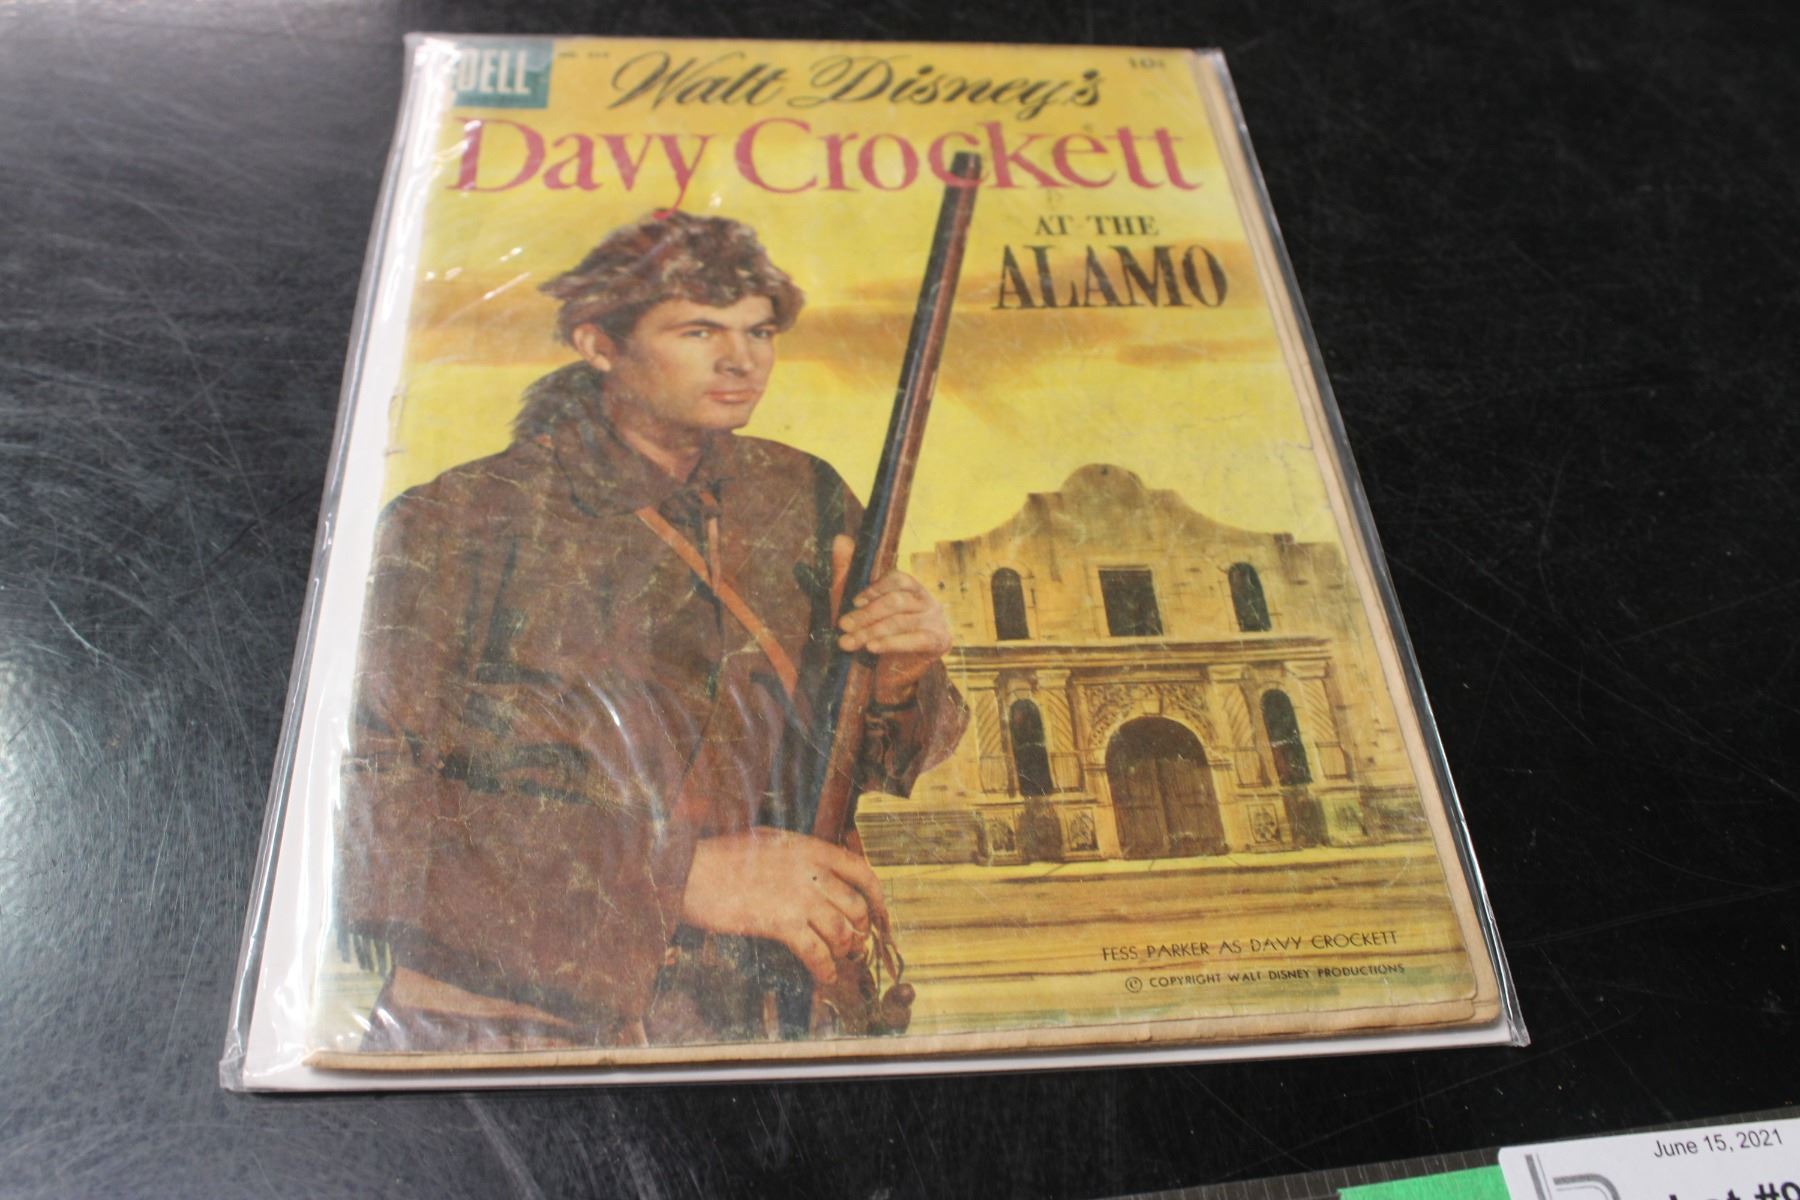 DELL
Walt Disney's
10¢
Davy Crockett
AT THE
ALAMO
FESS PARKER AS DAVY CROCKETT
© COPYRIGHT WALT DISNEY PRODUCTIONS
June 15, 2021